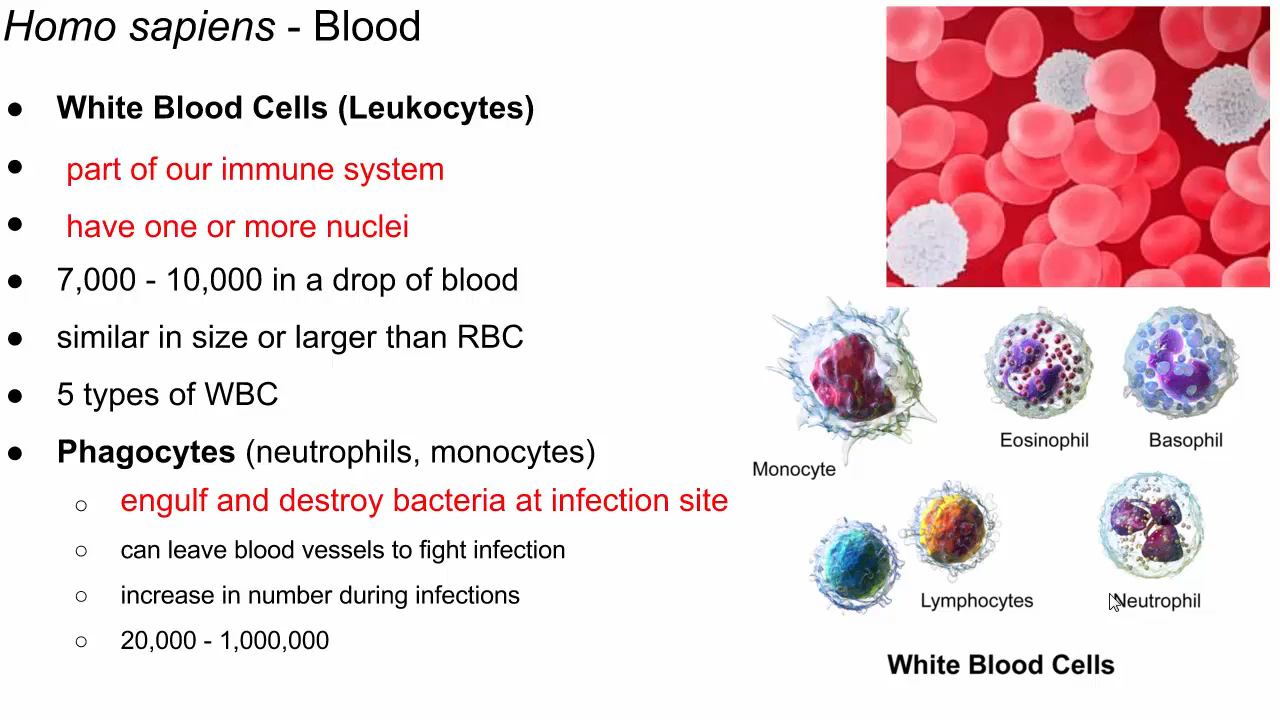 Homo sapiens - Blood
● White Blood Cells (Leukocytes)
● part of our immune system
● have one or more nuclei
● 7,000 - 10,000 in a drop of blood
● similar in size or larger than RBC
● 5 types of WBC
● Phagocytes (neutrophils, monocytes)
○ engulf and destroy bacteria at infection site
○ can leave blood vessels to fight infection
○ increase in number during infections
○ 20,000 - 1,000,000
Monocyte
Eosinophil
Basophil
Lymphocytes
Neutrophil
White Blood Cells